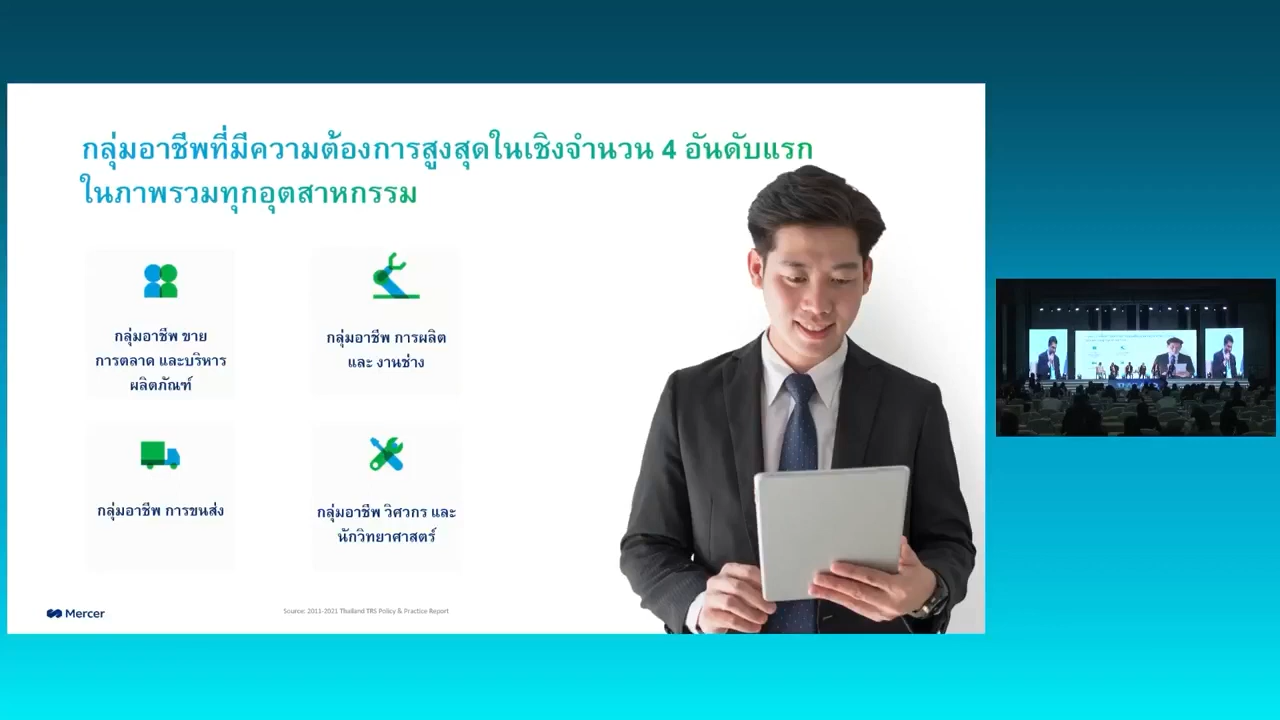 กลุ่มอาชีพที่มีความต้องการสูงสุดในเชิงจำนวน 4 อันดับแรก
ในภาพรวมทุกอุตสาหกรรม
กลุ่มอาชีพ ขาย
การตลาด และบริหาร
ผลิตภัณฑ์
กลุ่มอาชีพ การผลิต
และ งานช่าง
กลุ่มอาชีพ การขนส่ง
กลุ่มอาชีพ วิศวกร และ
นักวิทยาศาสตร์
Mercer
Source: 2011-2021 Thailand TRS Policy & Practice Report